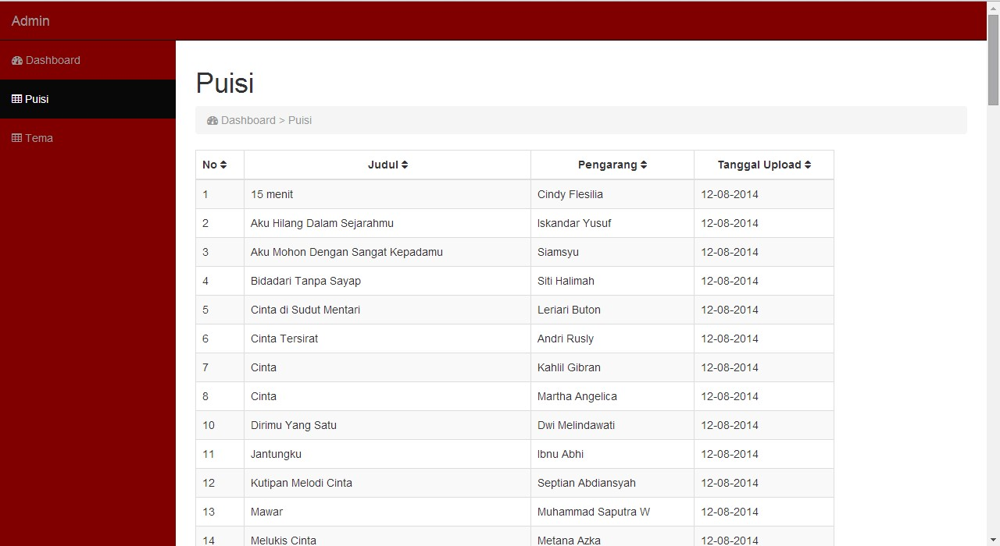 Admin
Dashboard
Puisi
Tema
Puisi
Dashboard > Puisi
No Judul Pengarang Tanggal Upload
1 15 menit Cindy Flesilia 12-08-2014
2 Aku Hilang Dalam Sejarahmu Iskandar Yusuf 12-08-2014
3 Aku Mohon Dengan Sangat Kepadamu Siamsyu 12-08-2014
4 Bidadari Tanpa Sayap Siti Halimah 12-08-2014
5 Cinta di Sudut Mentari Leriari Buton 12-08-2014
6 Cinta Tersirat Andri Rusly 12-08-2014
7 Cinta Kahlil Gibran 12-08-2014
8 Cinta Martha Angelica 12-08-2014
10 Dirimu Yang Satu Dwi Melindawati 12-08-2014
11 Jantungku Ibnu Abhi 12-08-2014
12 Kutipan Melodi Cinta Septian Abdiansyah 12-08-2014
13 Mawar Muhammad Saputra W 12-08-2014
14 Melukis Cinta Metana Azka 12-08-2014